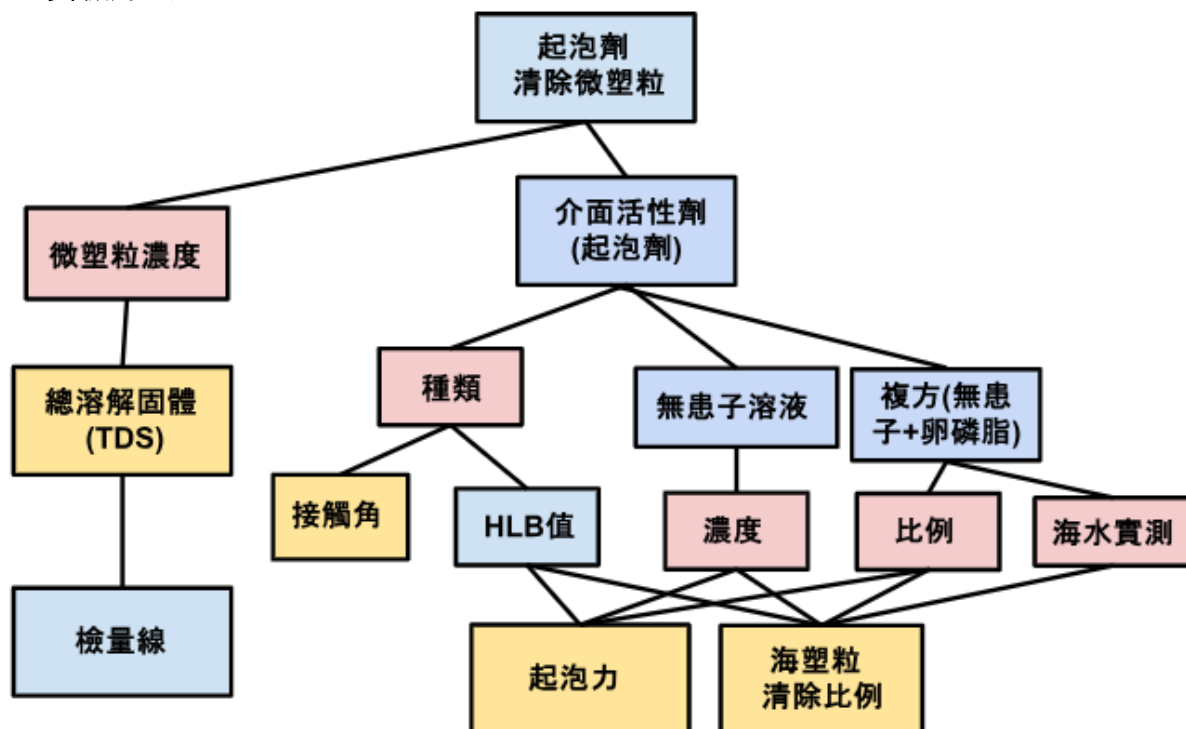 起泡劑
清除微塑粒
介面活性劑
(起泡劑)
微塑粒濃度
種類
總溶解固體
(TDS)
無患子溶液
複方(無患
子+卵磷脂)
接觸角
HLB值
濃度
比例
海水實測
檢量線
起泡力
海塑粒
清除比例